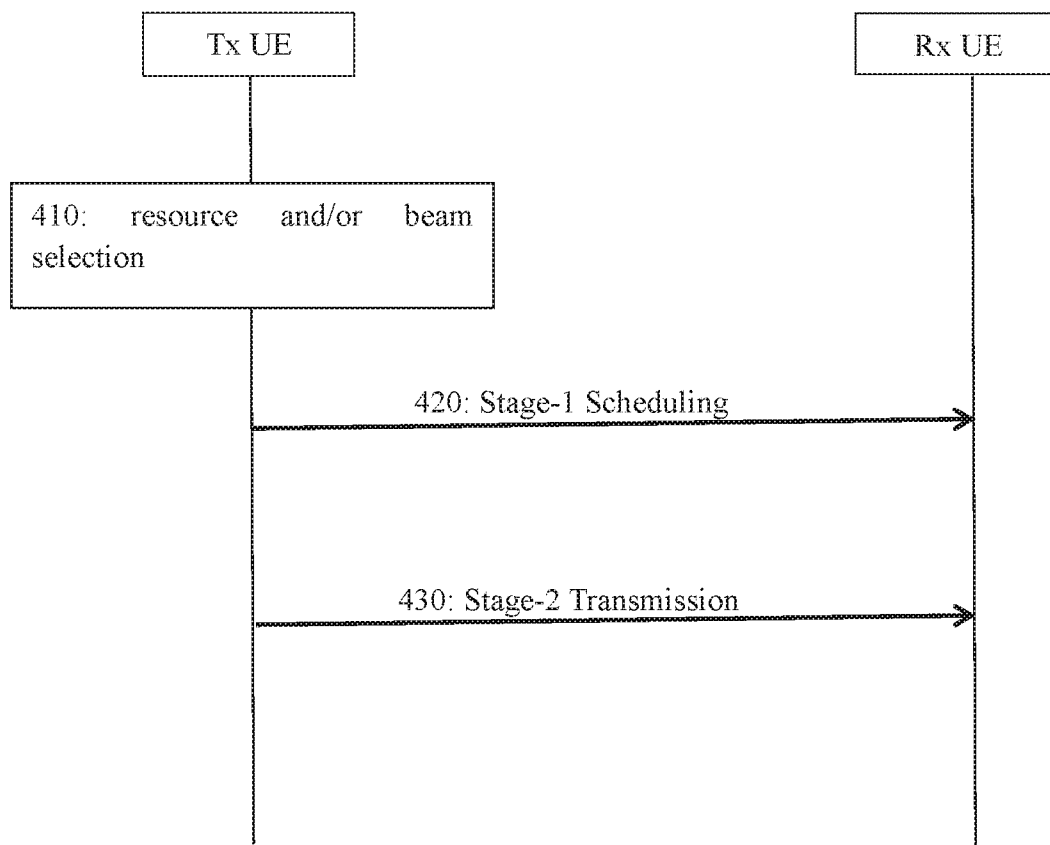 Tx UE
Rx UE
410: resource and/or beam
selection
420: Stage-1 Scheduling
430: Stage-2 Transmission